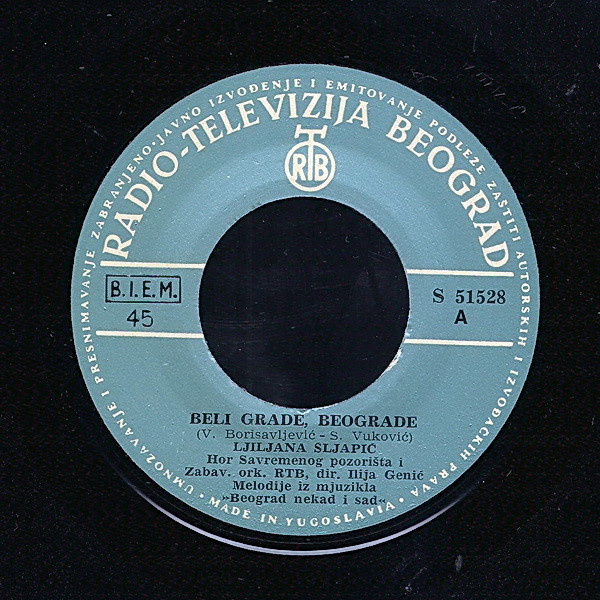 UMNOŽAVANJE I PRESNIMAVANJE ZABRANJENO · JAVNO IZVOĐENJE I EMITOVANJE PODLEŽE ZAŠTITI AUTORSKIH I IZVOĐAČKIH PRAVA ·
RADIO-TELEVIZIJA BEOGRAD
RTB
B.I.E.M.
45
S 51528
A
BELI GRADE, BEOGRADE
(V. Borisavljević - S. Vuković)
LJILJANA SLJAPIĆ
Hor Savremenog pozorišta i
Zabav. ork. RTB, dir. Ilija Genić
Melodije iz mjuzikla
»Beograd nekad i sad«
MADE IN YUGOSLAVIA